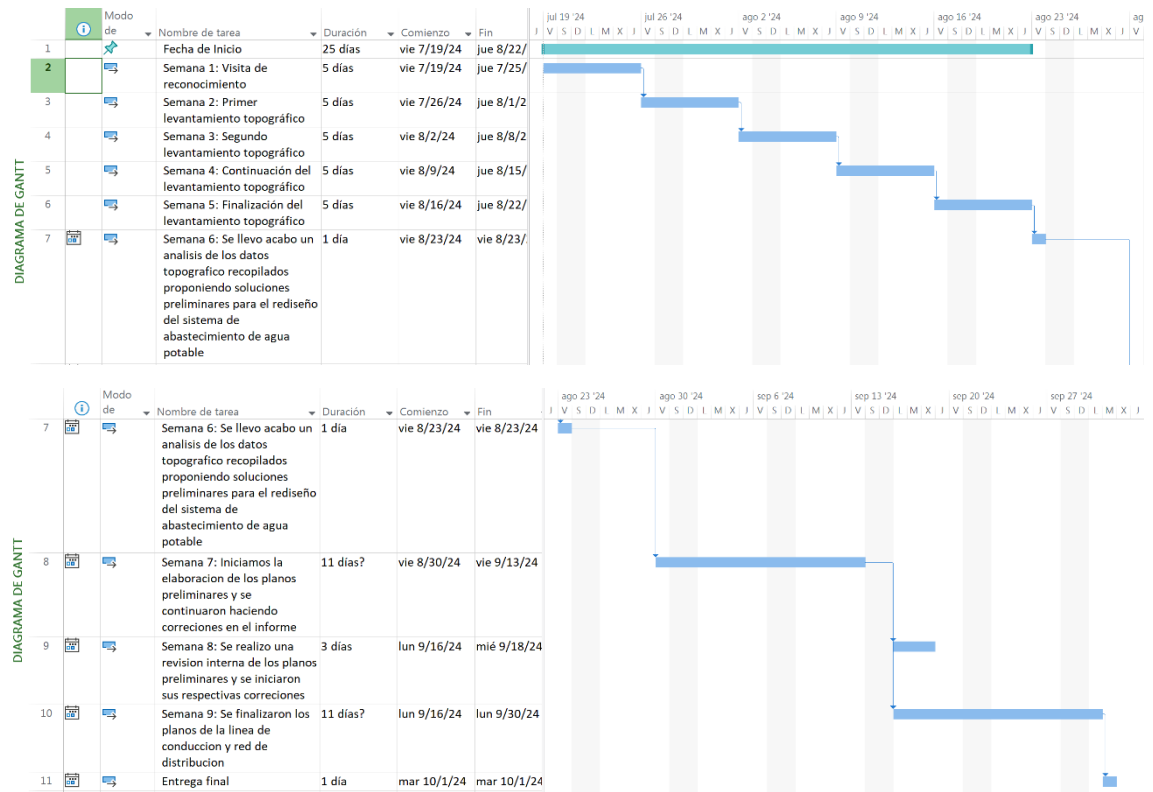 Modo
de
Nombre de tarea Duración Comienzo Fin
jul 19 '24 jul 26 '24 ago 2 '24 ago 9 '24 ago 16 '24 ago 23 '24 ag
J V S D L M X J V S D L M X J V S D L M X J V S D L M X J V S D L M X J V S D L M X J V
1 Fecha de Inicio 25 días vie 7/19/24 jue 8/22/
2 Semana 1: Visita de 5 días vie 7/19/24 jue 7/25/
reconocimiento
3 Semana 2: Primer 5 días vie 7/26/24 jue 8/1/2
levantamiento topográfico
4 Semana 3: Segundo 5 días vie 8/2/24 jue 8/8/2
levantamiento topográfico
5 Semana 4: Continuación del 5 días vie 8/9/24 jue 8/15/
levantamiento topográfico
6 Semana 5: Finalización del 5 días vie 8/16/24 jue 8/22/
levantamiento topográfico
7 Semana 6: Se llevo acabo un 1 día vie 8/23/24 vie 8/23/
analisis de los datos
topografico recopilados
proponiendo soluciones
preliminares para el rediseño
del sistema de
abastecimiento de agua
potable
DIAGRAMA DE GANTT
Modo
de
Nombre de tarea Duración Comienzo Fin
ago 23 '24 ago 30 '24 sep 6 '24 sep 13 '24 sep 20 '24 sep 27 '24
J V S D L M X J V S D L M X J V S D L M X J V S D L M X J V S D L M X J V S D L M X J
7 Semana 6: Se llevo acabo un 1 día vie 8/23/24 vie 8/23/24
analisis de los datos
topografico recopilados
proponiendo soluciones
preliminares para el rediseño
del sistema de
abastecimiento de agua
potable
8 Semana 7: Iniciamos la 11 días? vie 8/30/24 vie 9/13/24
elaboracion de los planos
preliminares y se
continuaron haciendo
correciones en el informe
9 Semana 8: Se realizo una 3 días lun 9/16/24 mié 9/18/24
revision interna de los planos
preliminares y se iniciaron
sus respectivas correciones
10 Semana 9: Se finalizaron los 11 días? lun 9/16/24 lun 9/30/24
planos de la linea de
conduccion y red de
distribucion
11 Entrega final 1 día mar 10/1/24 mar 10/1/24
DIAGRAMA DE GANTT